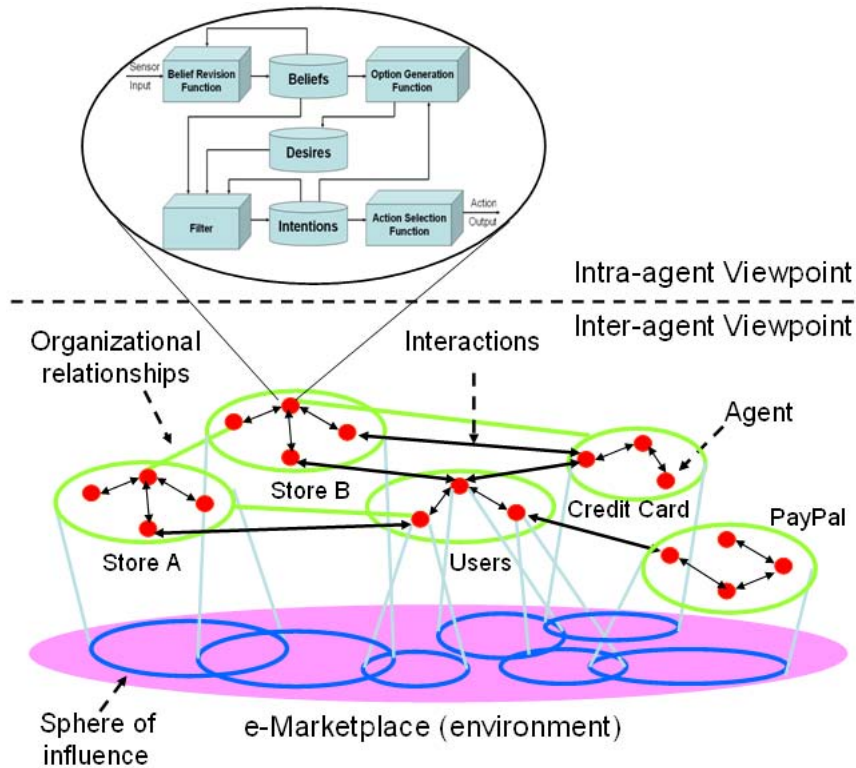 Sensor
Input
Belief Revision
Function
Beliefs
Option Generation
Function
Desires
Filter
Intentions
Action Selection
Function
Action
Output
Intra-agent Viewpoint
Inter-agent Viewpoint
Organizational
relationships
Interactions
Agent
Store B
Credit Card
PayPal
Store A
Users
Sphere of
influence
e-Marketplace (environment)